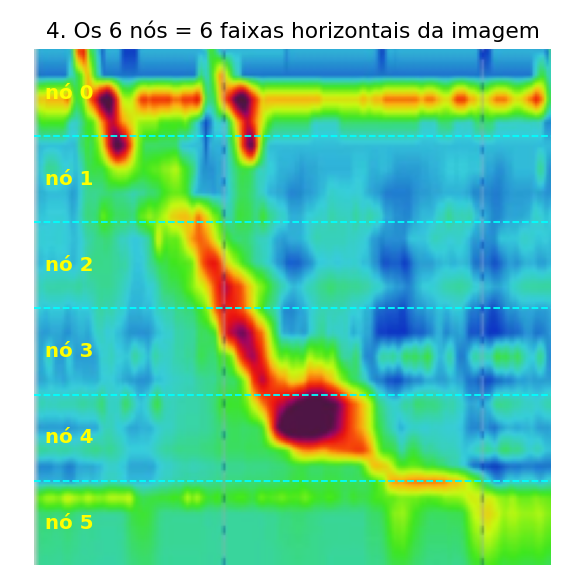 4. Os 6 nós = 6 faixas horizontais da imagem
nó 0
nó 1
nó 2
nó 3
nó 4
nó 5